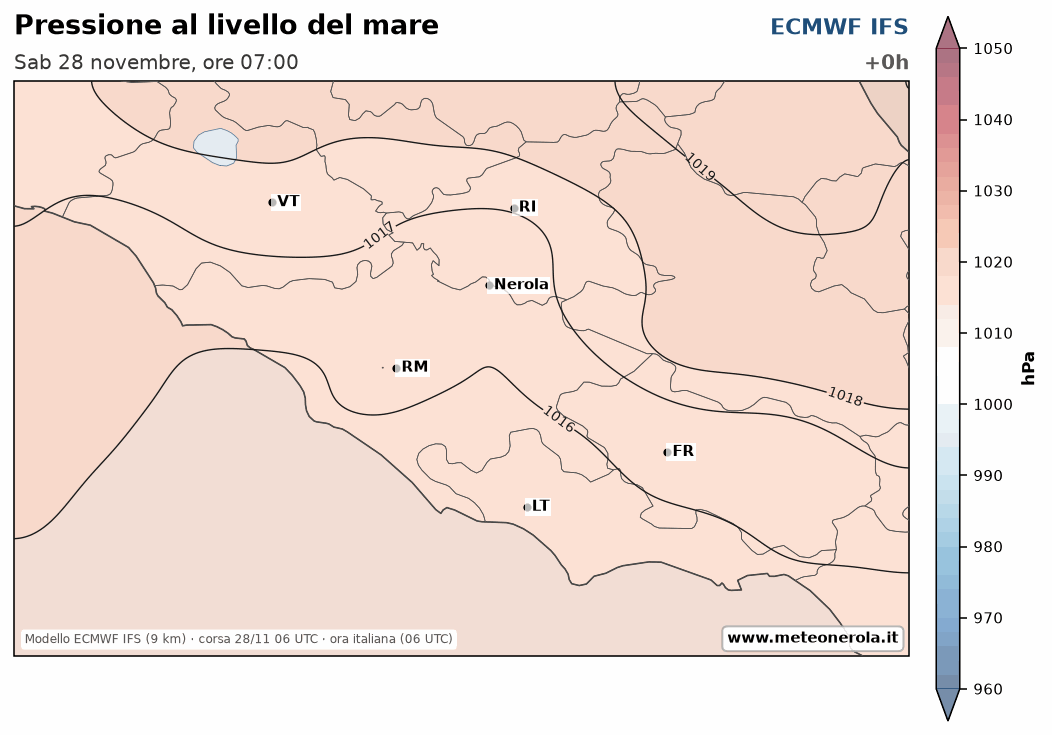 Pressione al livello del mare
ECMWF IFS
Sab 28 novembre, ore 07:00
+0h
1050
1040
1030
1020
1010
1000
990
980
970
960
hPa
1019
VT
RI
1017
Nerola
RM
1018
1016
FR
LT
Modello ECMWF IFS (9 km) · corsa 28/11 06 UTC · ora italiana (06 UTC)
www.meteonerola.it